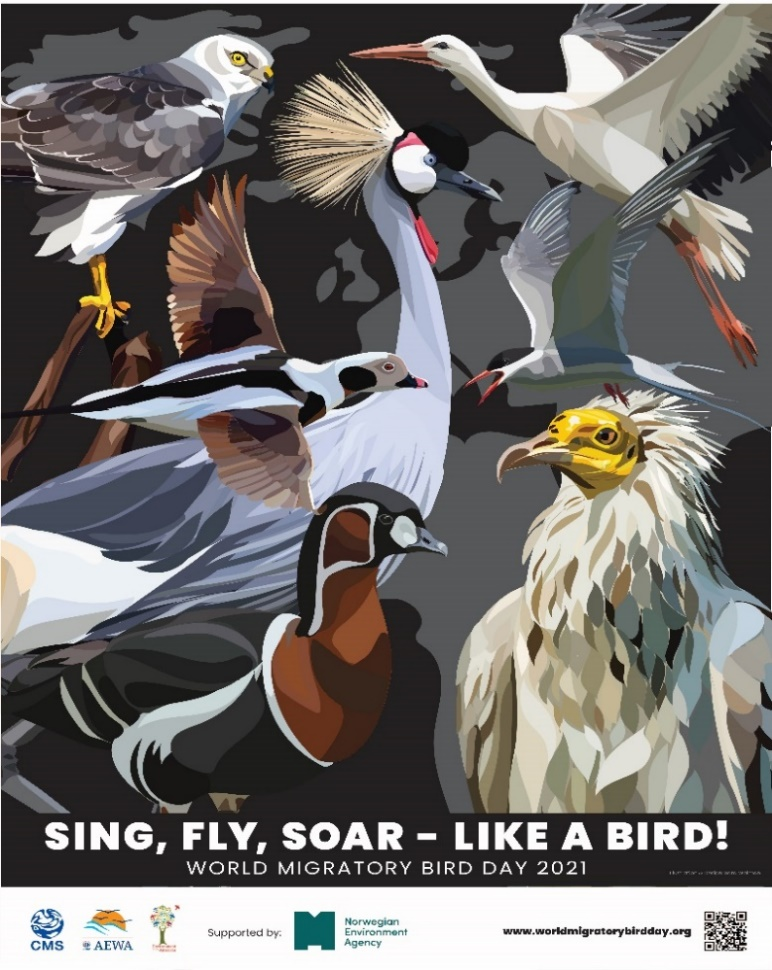 SING, FLY, SOAR – LIKE A BIRD!
WORLD MIGRATORY BIRD DAY 2021
CMS
AEWA
Supported by:
Norwegian
Environment
Agency
www.worldmigratorybirdday.org